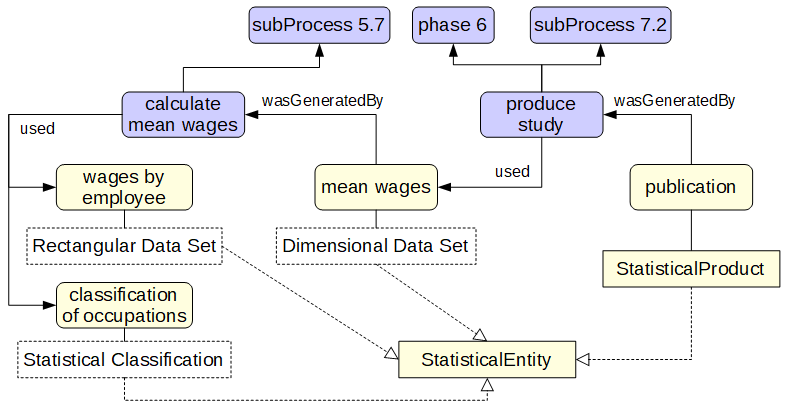 subProcess 5.7
phase 6
subProcess 7.2
calculate
mean wages
wasGeneratedBy
produce
study
wasGeneratedBy
used
used
wages by
employee
mean wages
publication
Rectangular Data Set
Dimensional Data Set
StatisticalProduct
classification
of occupations
Statistical Classification
StatisticalEntity